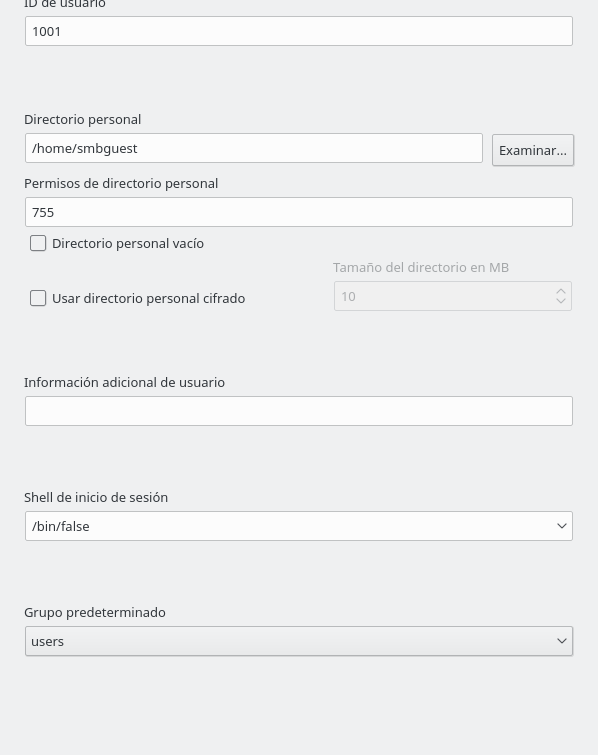 ID de usuario
1001
Directorio personal
/home/smbguest
Examinar...
Permisos de directorio personal
755
Directorio personal vacío
Tamaño del directorio en MB
Usar directorio personal cifrado
10
Información adicional de usuario
Shell de inicio de sesión
/bin/false
Grupo predeterminado
users